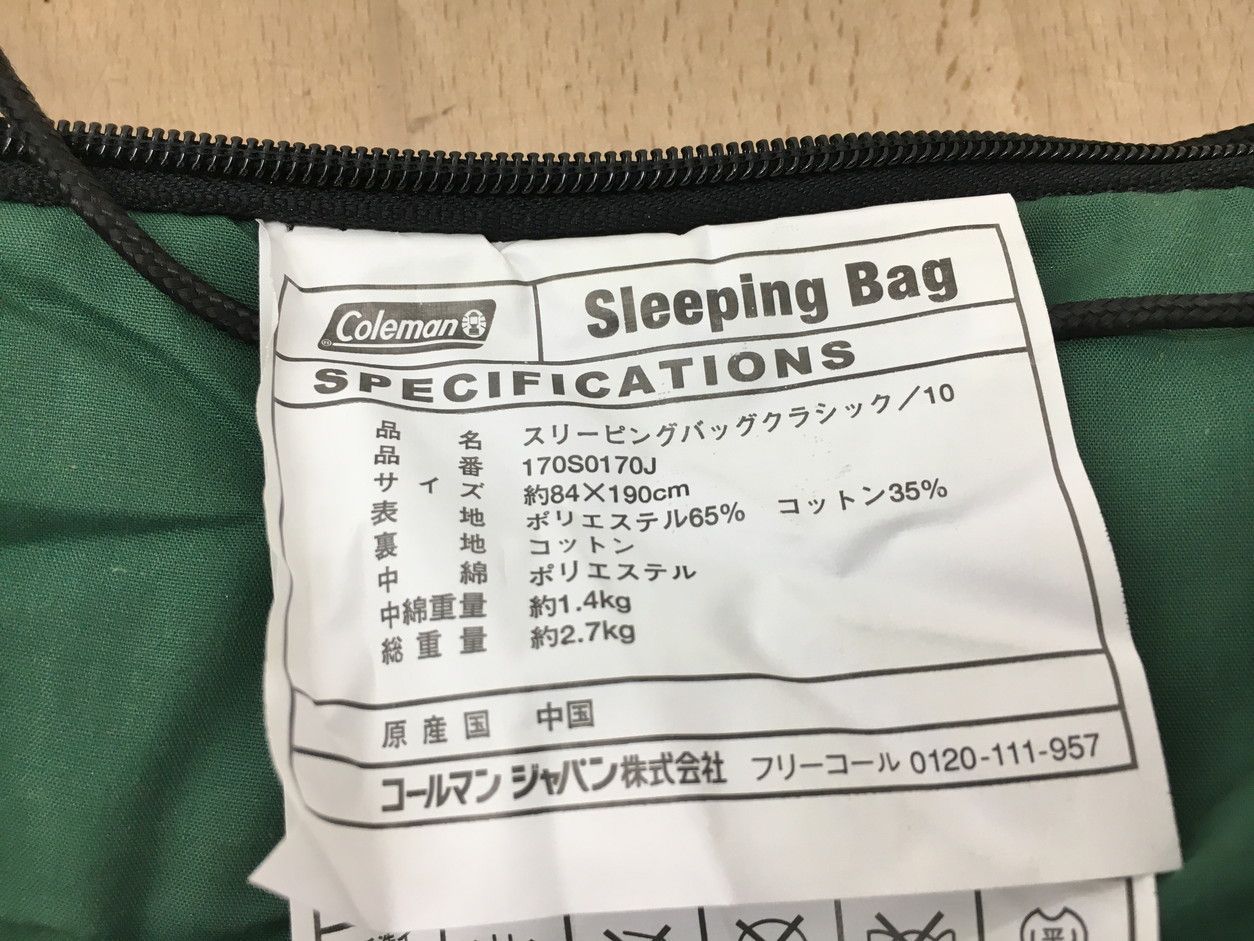 Coleman
Sleeping Bag
SPECIFICATIONS
品名 スリーピングバッグクラシック／10
品番 170S0170J
サイズ 約84×190cm
表地 ポリエステル65% コットン35%
裏地 コットン
中綿 ポリエステル
中綿重量 約1.4kg
総重量 約2.7kg
原産国 中国
コールマン ジャパン株式会社 フリーコール 0120-111-957
平